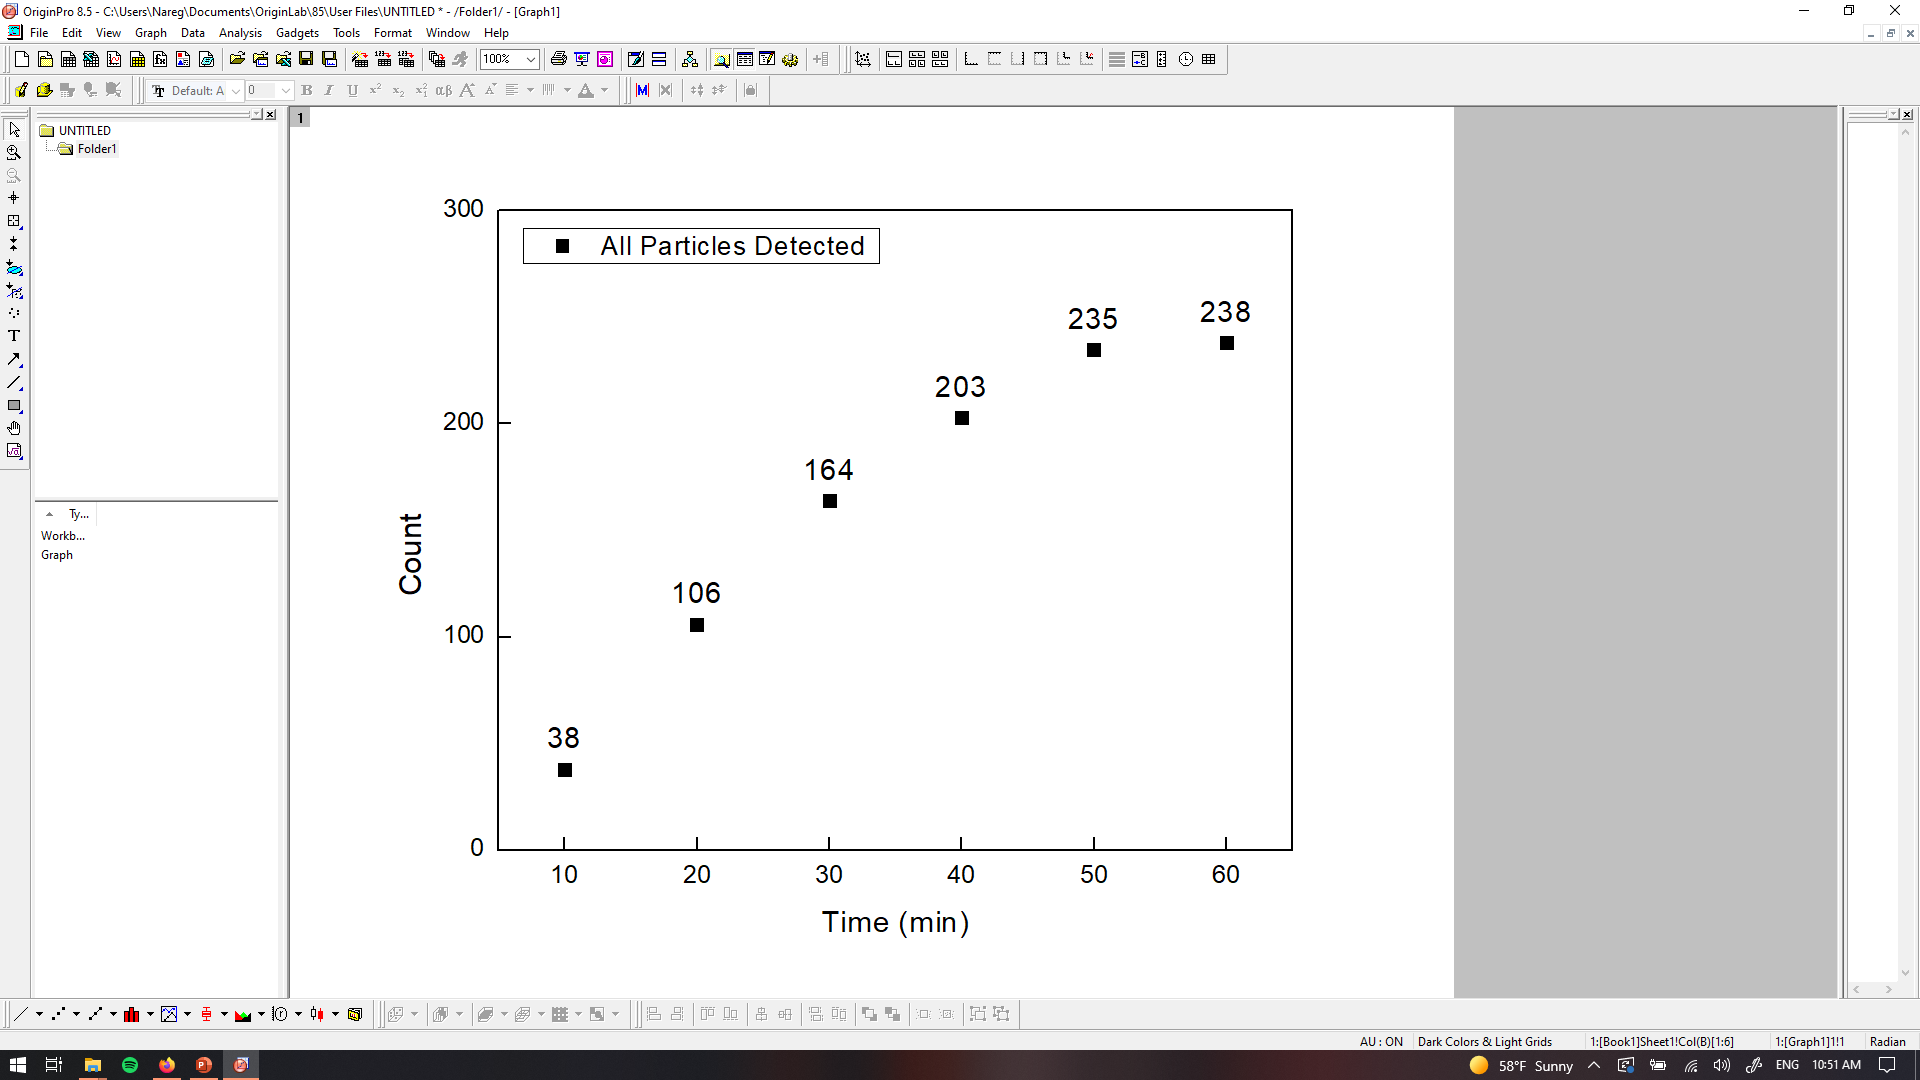 OriginPro 8.5 - C:\Users\Nareg\Documents\OriginLab\85\User Files\UNTITLED * - /Folder1/ - [Graph1]
File Edit View Graph Data Analysis Gadgets Tools Format Window Help
100%
Default: A 0 B I U x² x₂ αβ A A A
M
UNTITLED
Folder1
1
Ty...
Workb...
Graph
300
All Particles Detected
200
100
0
Count
38
106
164
203
235
238
10 20 30 40 50 60
Time (min)
AU : ON Dark Colors & Light Grids 1:[Book1]Sheet1!Col(B)[1:6] 1:[Graph1]1!1 Radian
58°F Sunny ENG 10:51 AM